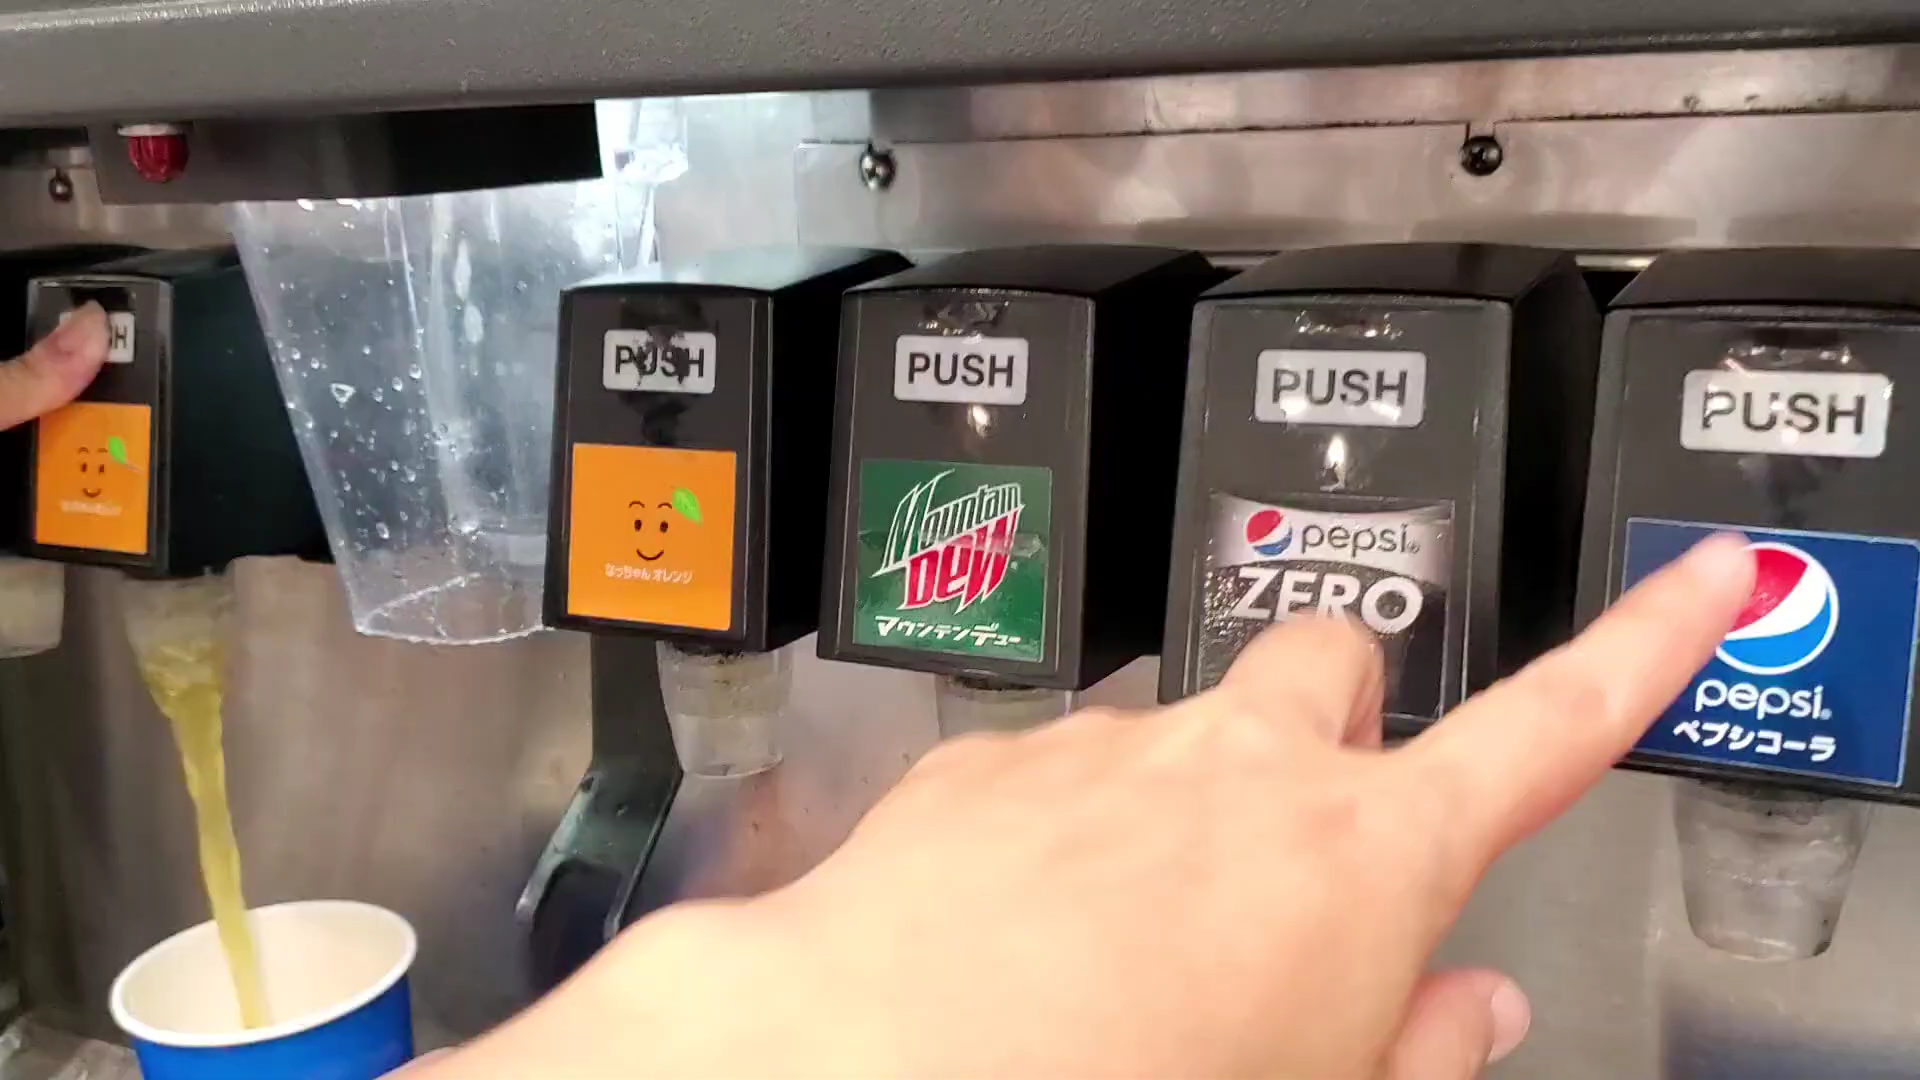 PUSH
なっちゃん オレンジ
PUSH
Mountain
Dew
マウンテンデュー
PUSH
pepsi
ZERO
PUSH
pepsi
ペプシコーラ